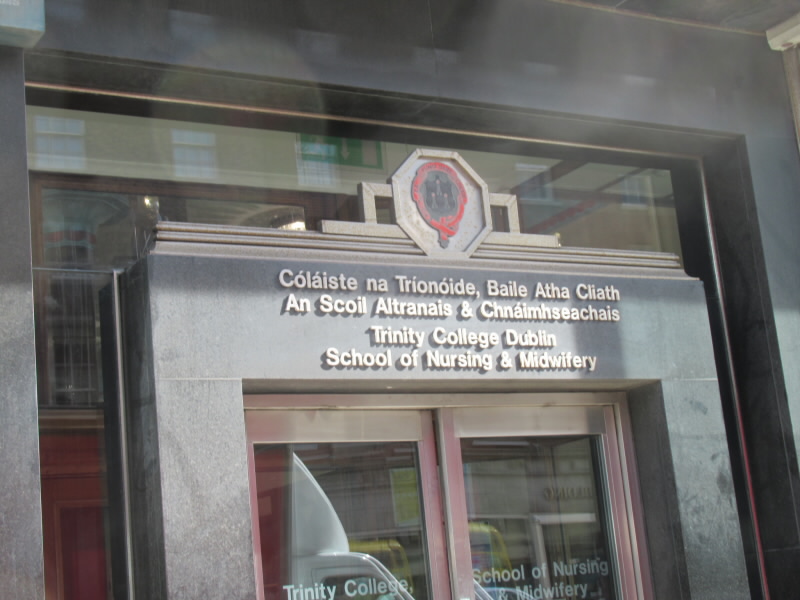 Cóláiste na Tríonóide, Baile Atha Cliath
An Scoil Altranais & Chnáimhseachais
Trinity College Dublin
School of Nursing & Midwifery
Trinity College,
School of Nursing
& Midwifery